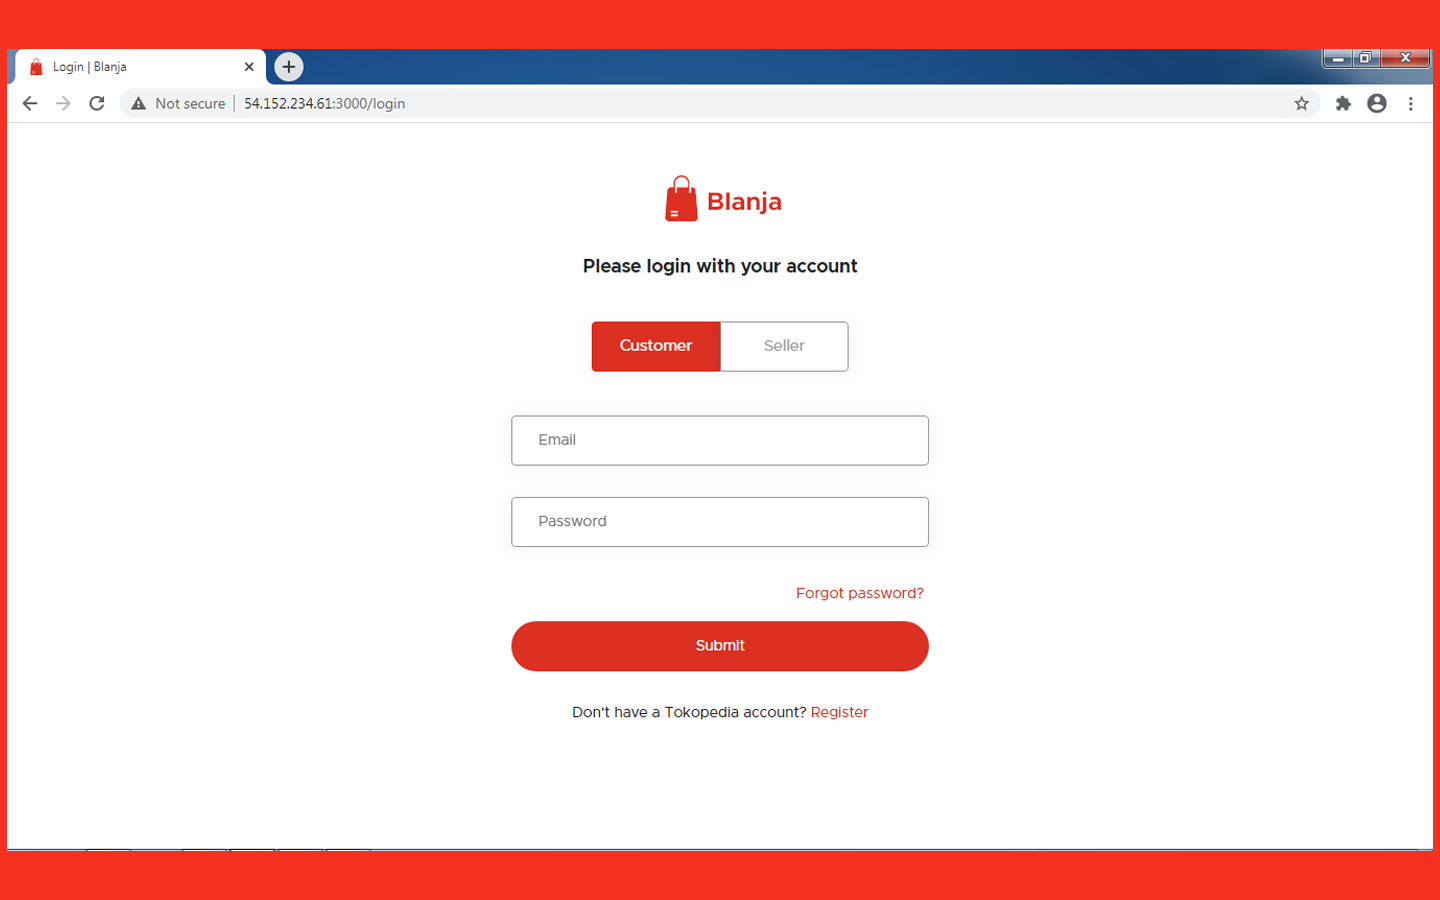 Login | Blanja
Not secure 54.152.234.61:3000/login
Blanja
Please login with your account
Customer Seller
Email
Password
Forgot password?
Submit
Don't have a Tokopedia account? Register